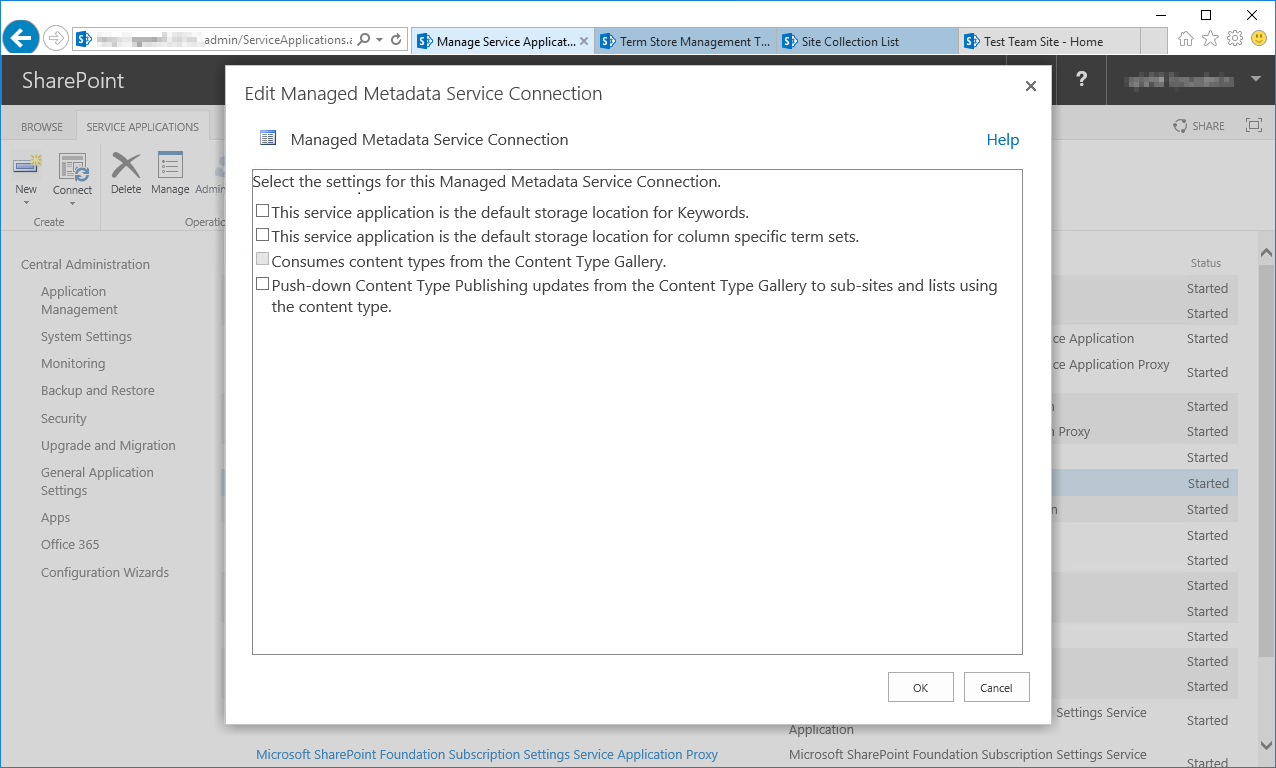 _admin/ServiceApplications.a
Manage Service Applicat...
Term Store Management T...
Site Collection List
Test Team Site - Home
SharePoint
?
BROWSE
SERVICE APPLICATIONS
SHARE
New
Connect
Delete
Manage
Admin
Create
Operatio
Edit Managed Metadata Service Connection
Managed Metadata Service Connection
Help
Select the settings for this Managed Metadata Service Connection.
This service application is the default storage location for Keywords.
This service application is the default storage location for column specific term sets.
Consumes content types from the Content Type Gallery.
Push-down Content Type Publishing updates from the Content Type Gallery to sub-sites and lists using
the content type.
OK
Cancel
Central Administration
Application
Management
System Settings
Monitoring
Backup and Restore
Security
Upgrade and Migration
General Application
Settings
Apps
Office 365
Configuration Wizards
Status
Started
Started
ce Application Started
ce Application Proxy
Started
n Started
n Proxy Started
Started
Started
n Started
Started
Started
Started
Started
Started
Started
Started
Settings Service
Application
Started
Microsoft SharePoint Foundation Subscription Settings Service Application Proxy
Microsoft SharePoint Foundation Subscription Settings Service
Started